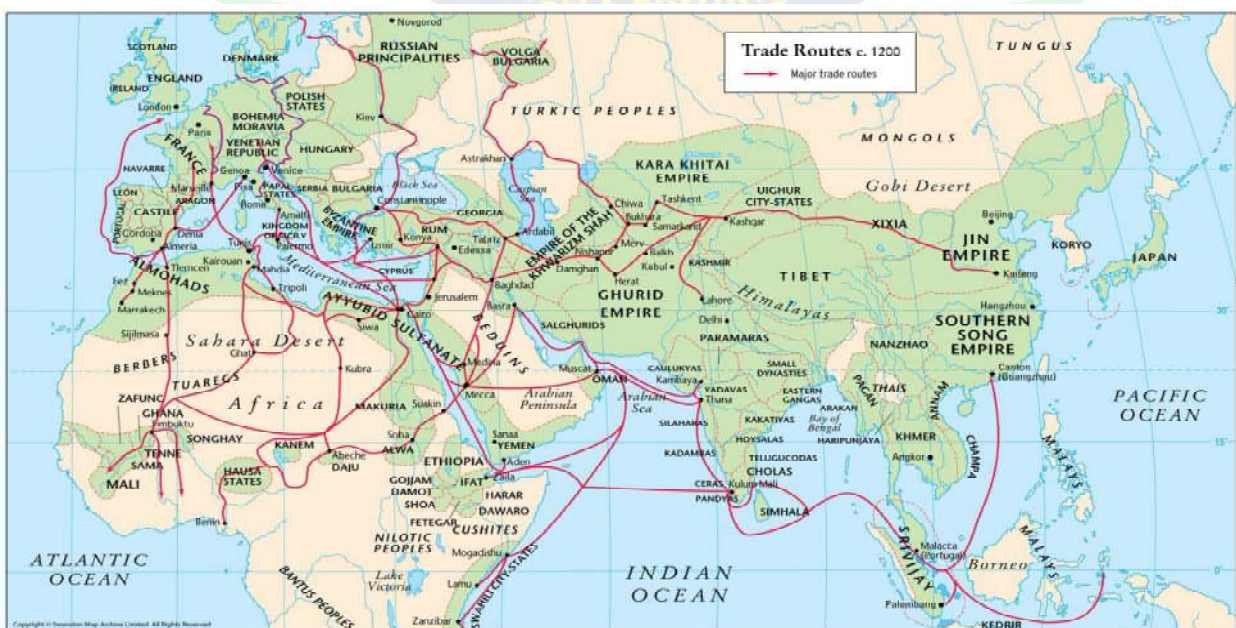 Trade Routes c. 1200
Major trade routes
Novgorod
SCOTLAND
DENMARK
RUSSIAN
PRINCIPALITIES
VOLGA
BULGARIA
TUNGUS
ENGLAND
IRELAND
London
POLISH
STATES
Kiev
TURKIC PEOPLES
MONGOLS
Paris
BOHEMIA
MORAVIA
FRANCE
VENETIAN
REPUBLIC
HUNGARY
Astrakhan
KARA KHITAI
EMPIRE
UIGHUR
CITY-STATES
Gobi Desert
NAVARRE
Genoa
Venice
Pisa
PAPAL
STATES
SERBIA
BULGARIA
Black Sea
Caspian
Sea
LEÓN
Marseille
ARAGON
Rome
Constantinople
GEORGIA
Chiwa
Tashkent
Bukhara
Samarkand
Kashgar
XIXIA
Beijing
PORTUGAL
CASTILE
Amalfi
KINGDOM
OF SICILY
BYZANTINE
EMPIRE
RUM
Ardabil
EMPIRE OF THE
KHWARIZM SHAH
JIN
EMPIRE
KORYO
JAPAN
Cordoba
Denia
Almeria
Palermo
Izmir
Konya
Edessa
Nishapur
Merv
Balkh
Damghan
Herat
Kabul
KASHMIR
TIBET
Kaifeng
Tunis
Kairouan
Mahdia
Mediterranean Sea
CYPRUS
Baghdad
ALMOHADS
Tlemcen
Fez
Meknes
Marrakech
Tripoli
Jerusalem
Basra
GHURID
EMPIRE
Lahore
Himalayas
Hangzhou
AYYUBID SULTANATE
Cairo
Siwa
BEDUINS
SALGHURIDS
Delhi
PARAMARAS
NANZHAO
SOUTHERN
SONG
EMPIRE
Sijilmasa
Sahara Desert
BERBERS
Ghat
Kubra
Medina
Mecca
Muscat
OMAN
CAULUKYAS
Kambaya
SMALL
DYNASTIES
Canton
(Guangzhou)
TUAREGS
Africa
MAKURIA
Suakin
Arabian
Peninsula
Arabian
Sea
YADAVAS
Thana
EASTERN
GANGAS
PAGAN
THAIS
ANNAM
PACIFIC
OCEAN
ZAFUNG
GHANA
Timbuktu
SONGHAY
KANEM
Abeche
DAJU
Soba
ALWA
Sanaa
YEMEN
Aden
SILAHARAS
KAKATIYAS
ARAKAN
Bay of
Bengal
HARIPUNJAYA
TENNE
SAMA
MALI
HAUSA
STATES
ETHIOPIA
IFAT
Zaila
KADAMBAS
HOYSALAS
TELUGUCODAS
KHMER
Angkor
CHAMPA
MALAYS
GOJJAM
DAMOT
SHOA
HARAR
DAWARO
CHOLAS
CERAS
PANDYAS
Kulum Mali
SIMHALA
Benin
FETEGAR
CUSHITES
NILOTIC
PEOPLES
Mogadishu
ATLANTIC
OCEAN
BANTUS PEOPLES
Lake
Victoria
Lamu
SWAHILI CITY-STATES
Zanzibar
INDIAN
OCEAN
SRIVIJAY
Malacca
(Portugal)
Borneo
MALAYS
Palembang
KEDRIR
45°
30°
15°
0°